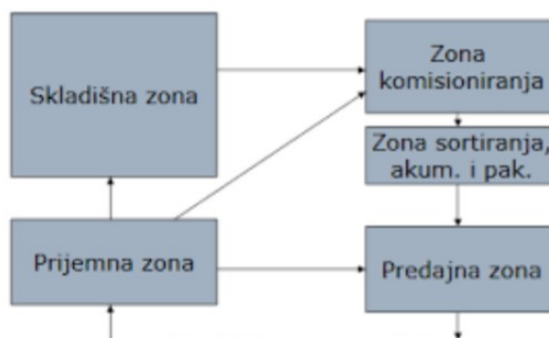 Skladišna zona
Zona
komisioniranja
Zona sortiranja,
akum. i pak.
Prijemna zona
Predajna zona